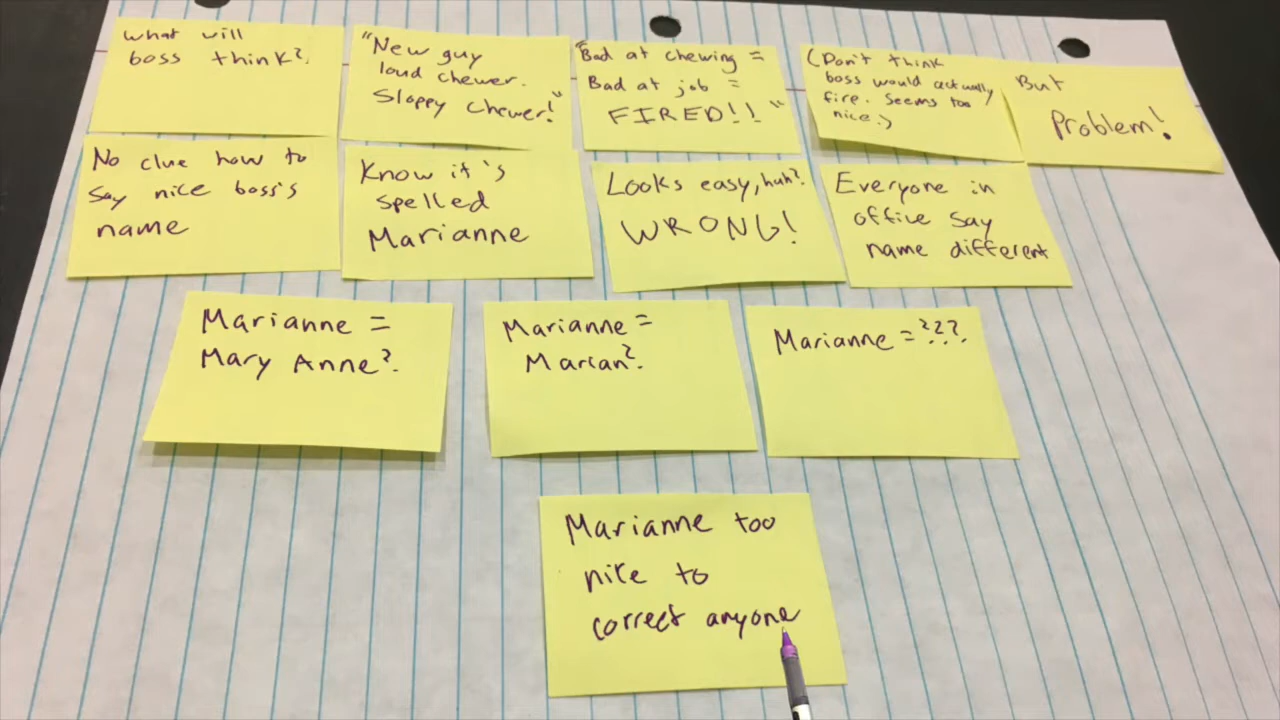 what will
boss think?
"New guy
loud chewer.
Sloppy Chewer!"
"Bad at chewing =
Bad at job =
FIRED!!"
(Don't think
boss would actually
fire. Seems too
nice.)
But
Problem!
No clue how to
Say nice boss's
name
Know it's
spelled
Marianne
Looks easy, huh?
WRONG!
Everyone in
office say
name different
Marianne =
Mary Anne?
Marianne =
Marian?
Marianne = ???
Marianne too
nice to
correct anyone